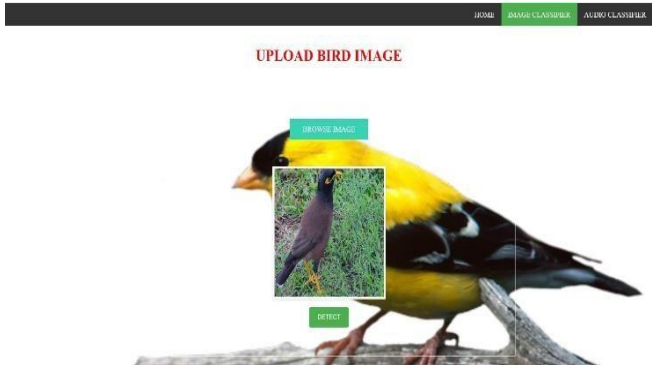 HOME IMAGE CLASSIFIER AUDIO CLASSIFIER
UPLOAD BIRD IMAGE
BROWSE IMAGE
DETECT